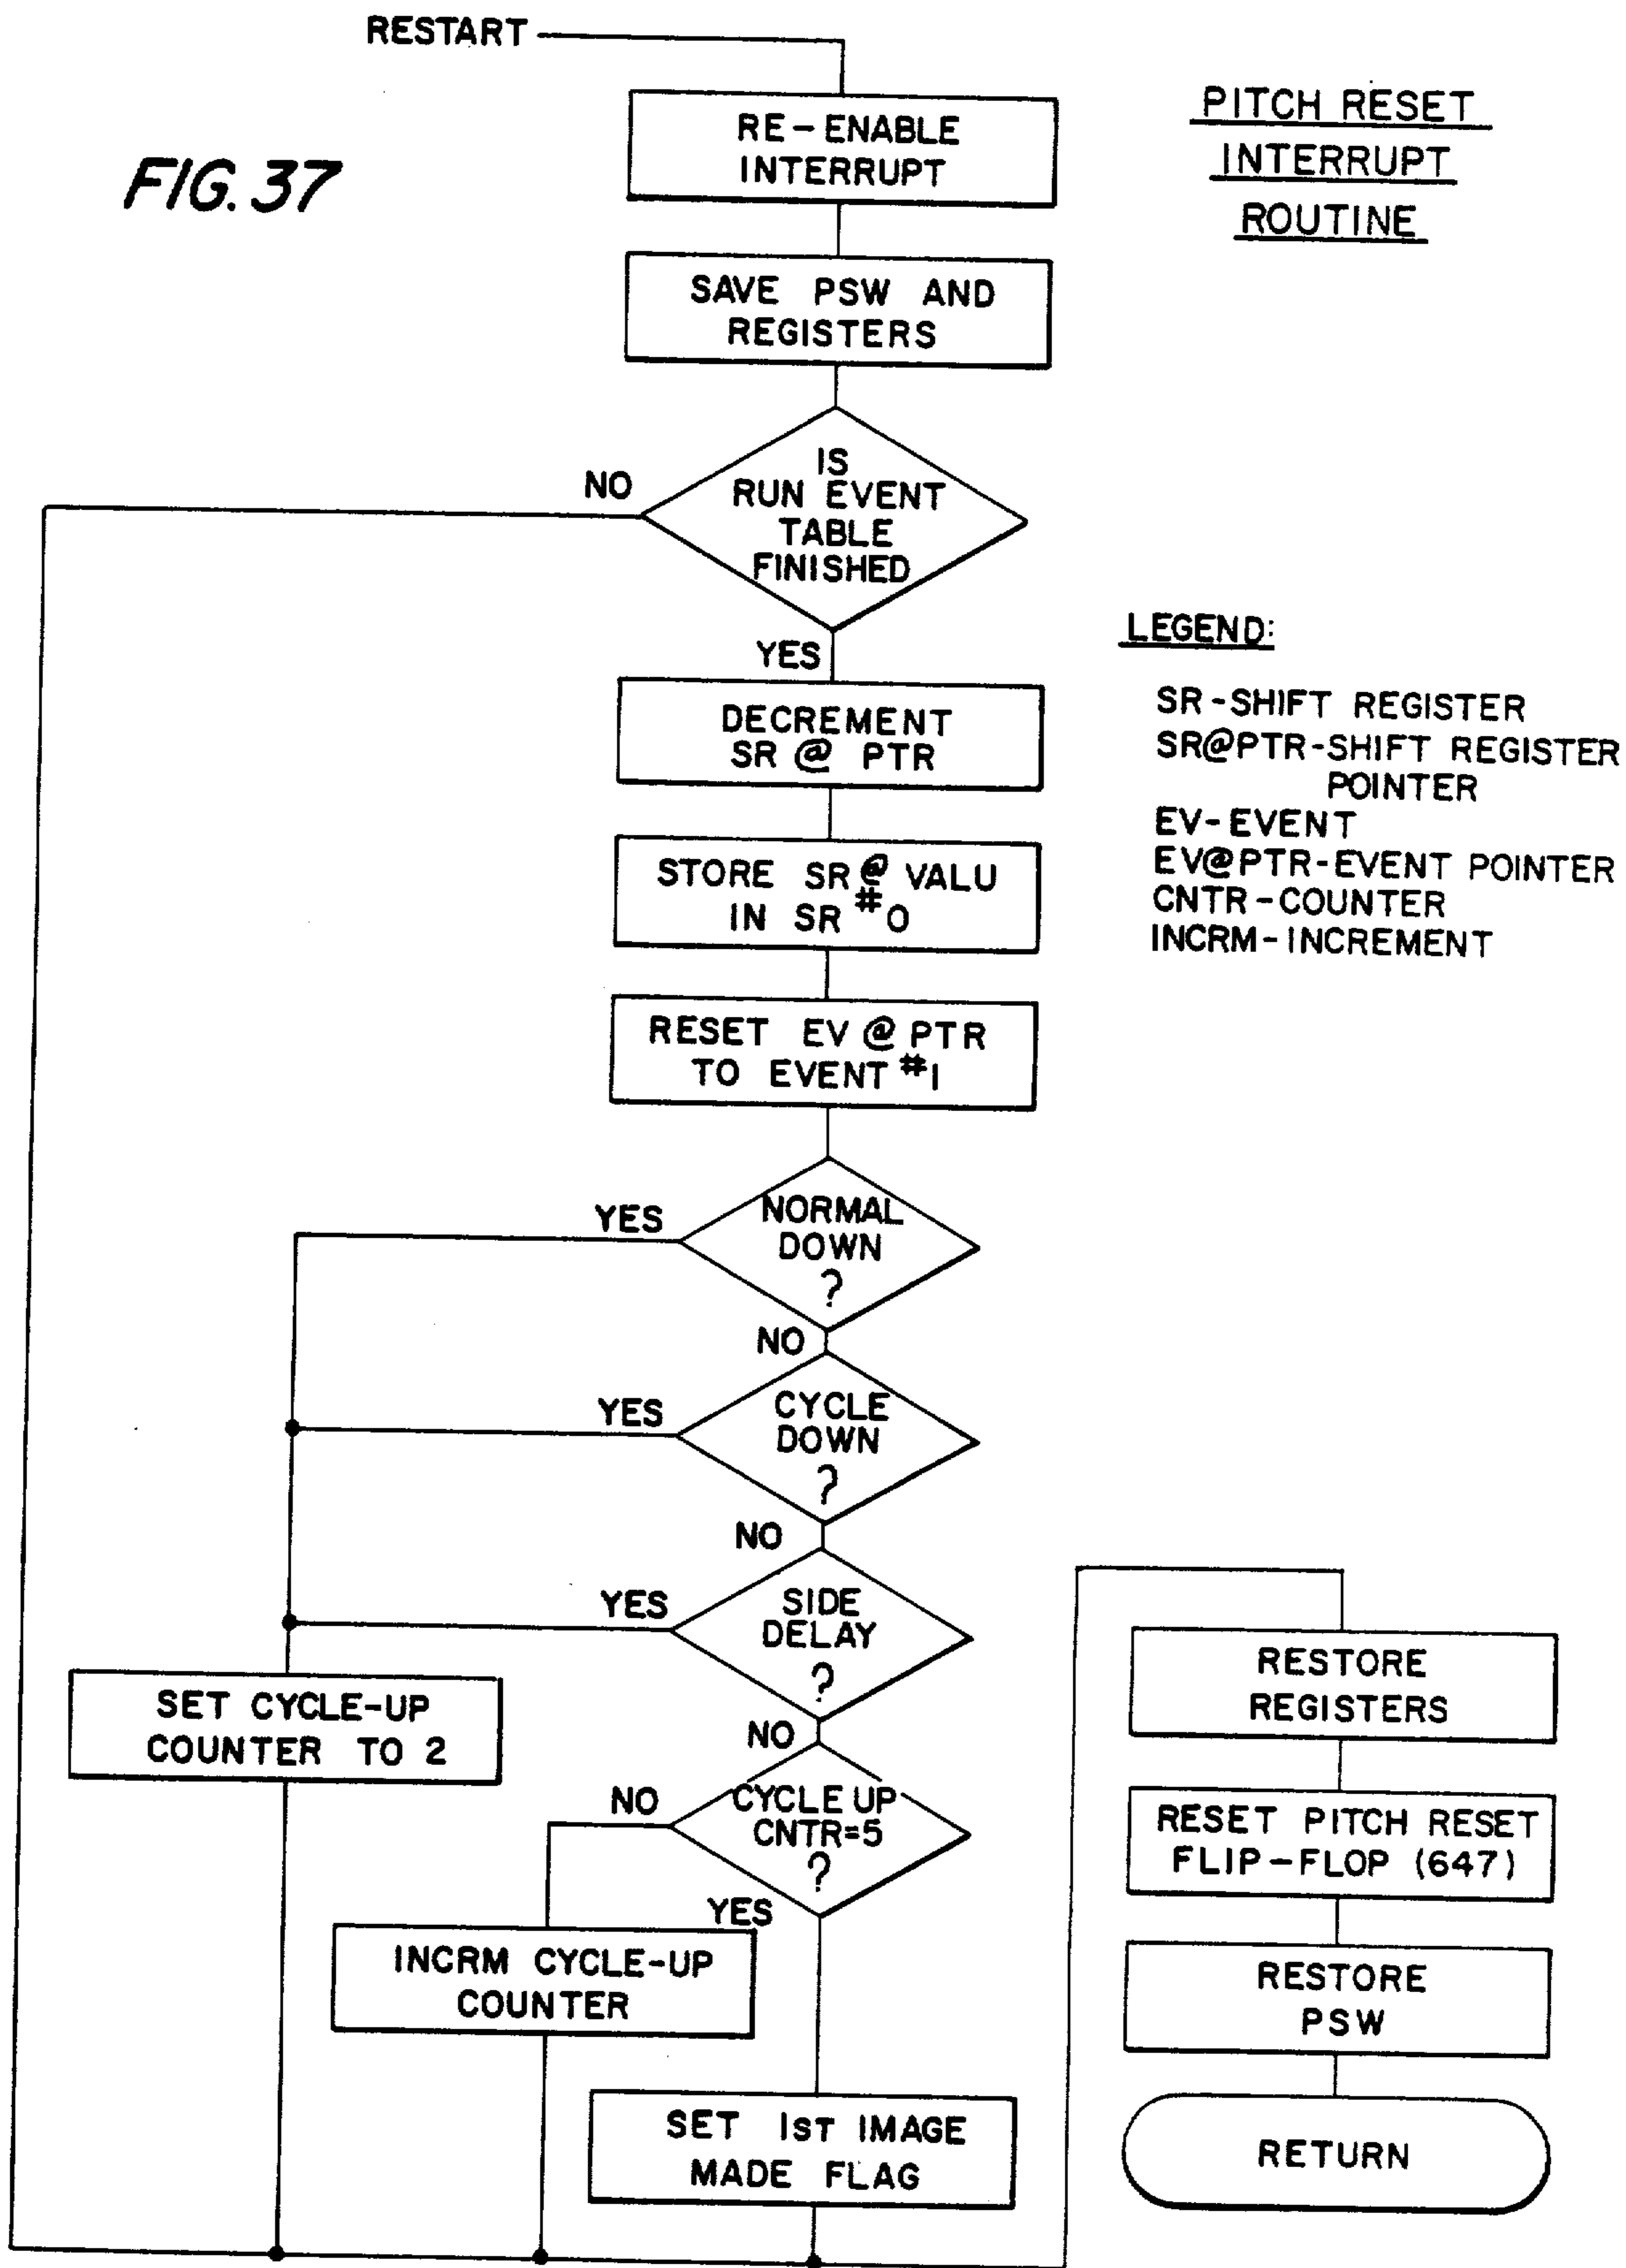 RESTART
FIG. 37
PITCH RESET
INTERRUPT
ROUTINE
RE-ENABLE
INTERRUPT
SAVE PSW AND
REGISTERS
IS
RUN EVENT
TABLE
FINISHED
NO
YES
LEGEND:
SR-SHIFT REGISTER
SR@PTR-SHIFT REGISTER
POINTER
EV-EVENT
EV@PTR-EVENT POINTER
CNTR-COUNTER
INCRM-INCREMENT
DECREMENT
SR @ PTR
STORE SR@ VALU
IN SR #0
RESET EV @ PTR
TO EVENT #1
NORMAL
DOWN
?
YES
NO
CYCLE
DOWN
?
YES
NO
SIDE
DELAY
?
YES
NO
SET CYCLE-UP
COUNTER TO 2
CYCLE UP
CNTR=5
?
NO
YES
INCRM CYCLE-UP
COUNTER
SET 1ST IMAGE
MADE FLAG
RESTORE
REGISTERS
RESET PITCH RESET
FLIP-FLOP (647)
RESTORE
PSW
RETURN